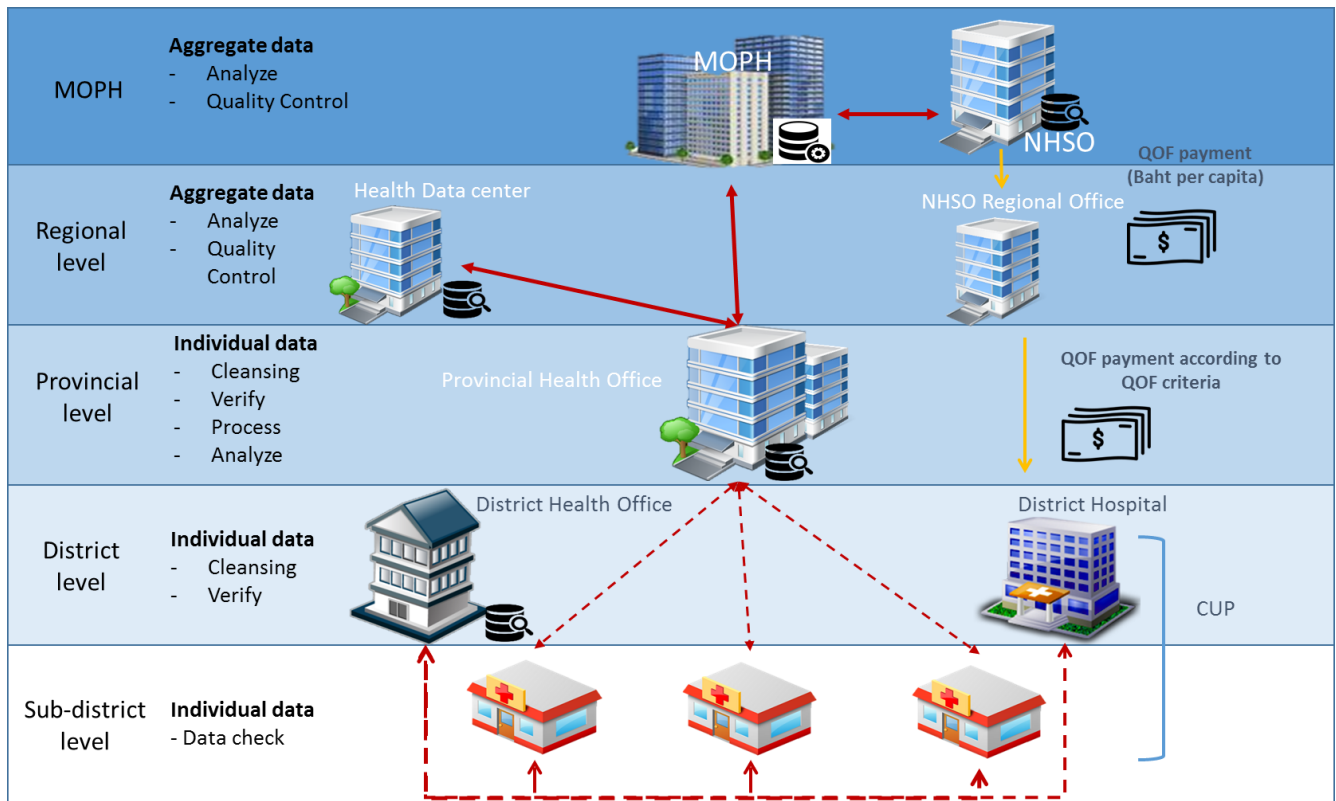 MOPH
Aggregate data
- Analyze
- Quality Control
MOPH
NHSO
QOF payment
(Baht per capita)
Regional
level
Aggregate data
- Analyze
- Quality
Control
Health Data center
NHSO Regional Office
$
Provincial
level
Individual data
- Cleansing
- Verify
- Process
- Analyze
Provincial Health Office
QOF payment according to
QOF criteria
$
District
level
Individual data
- Cleansing
- Verify
District Health Office
District Hospital
CUP
Sub-district
level
Individual data
- Data check